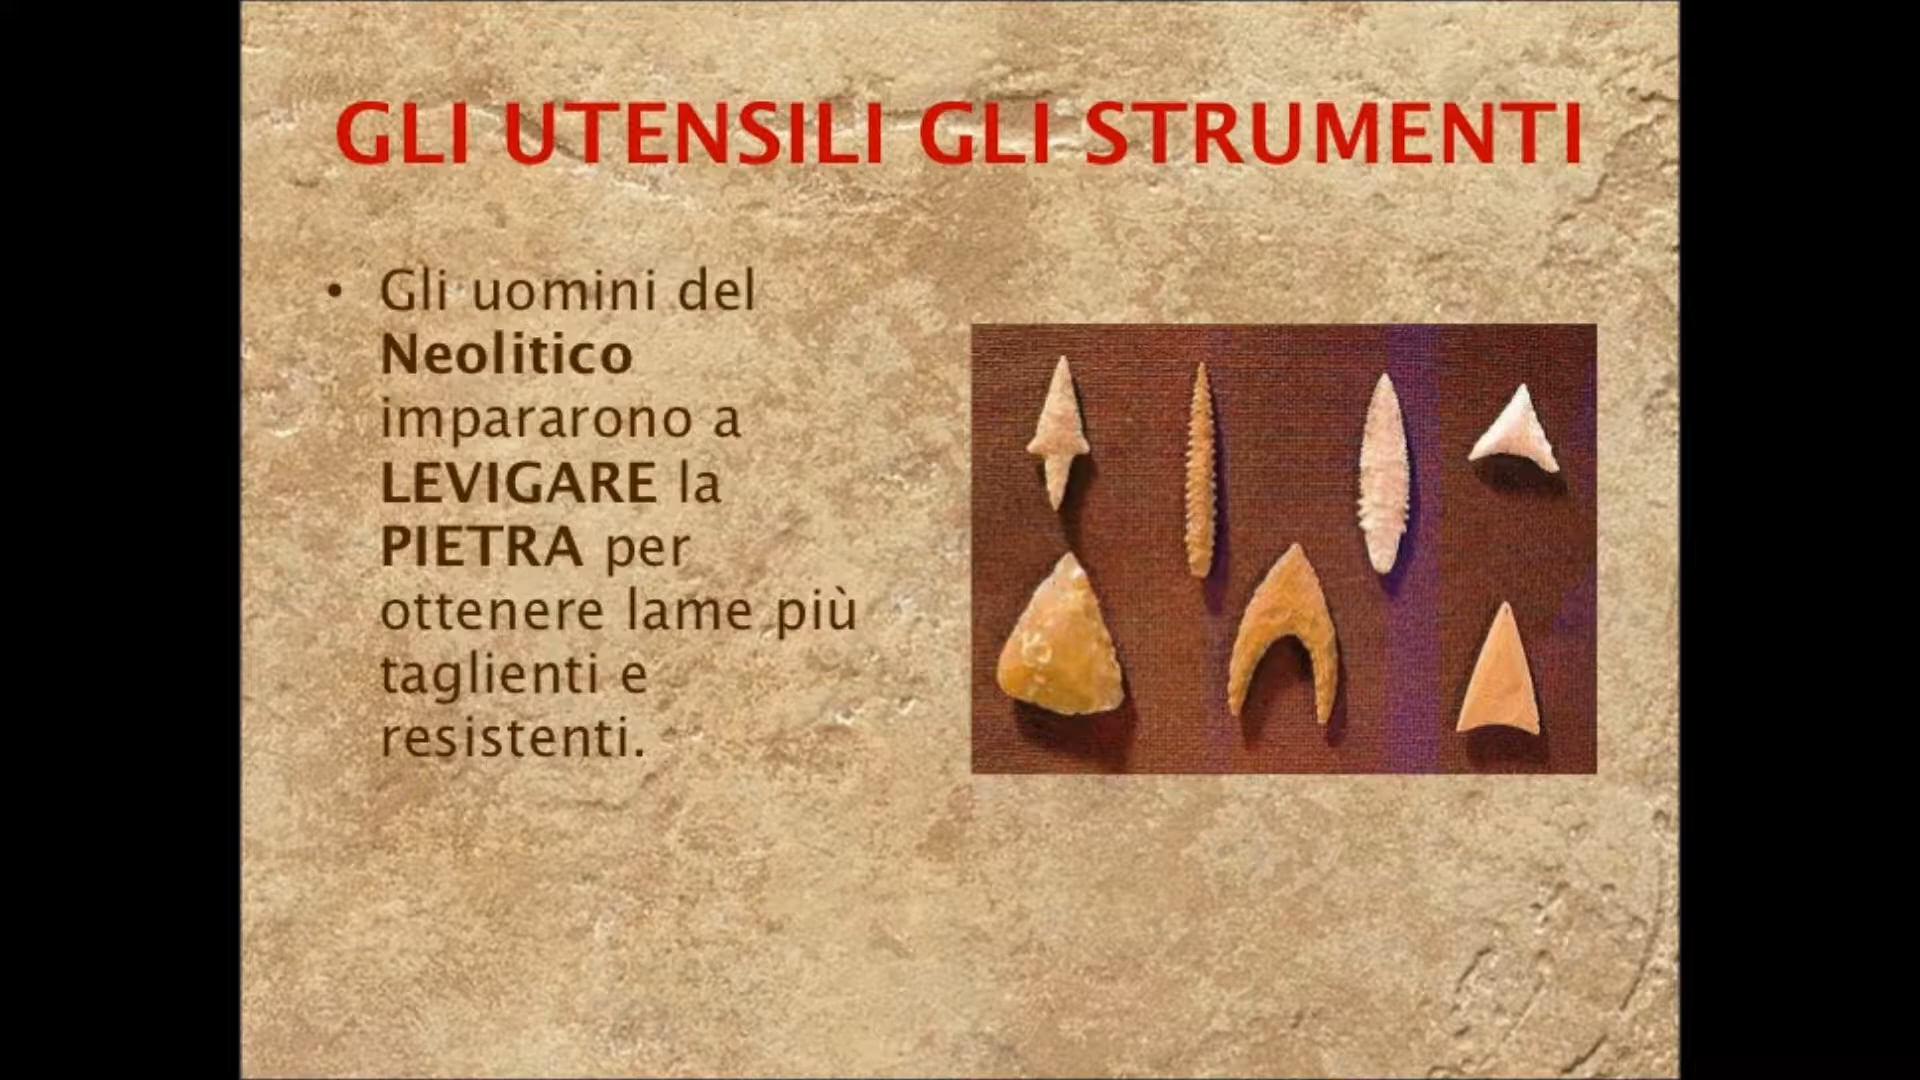 GLI UTENSILI GLI STRUMENTI
• Gli uomini del
Neolitico
impararono a
LEVIGARE la
PIETRA per
ottenere lame più
taglienti e
resistenti.